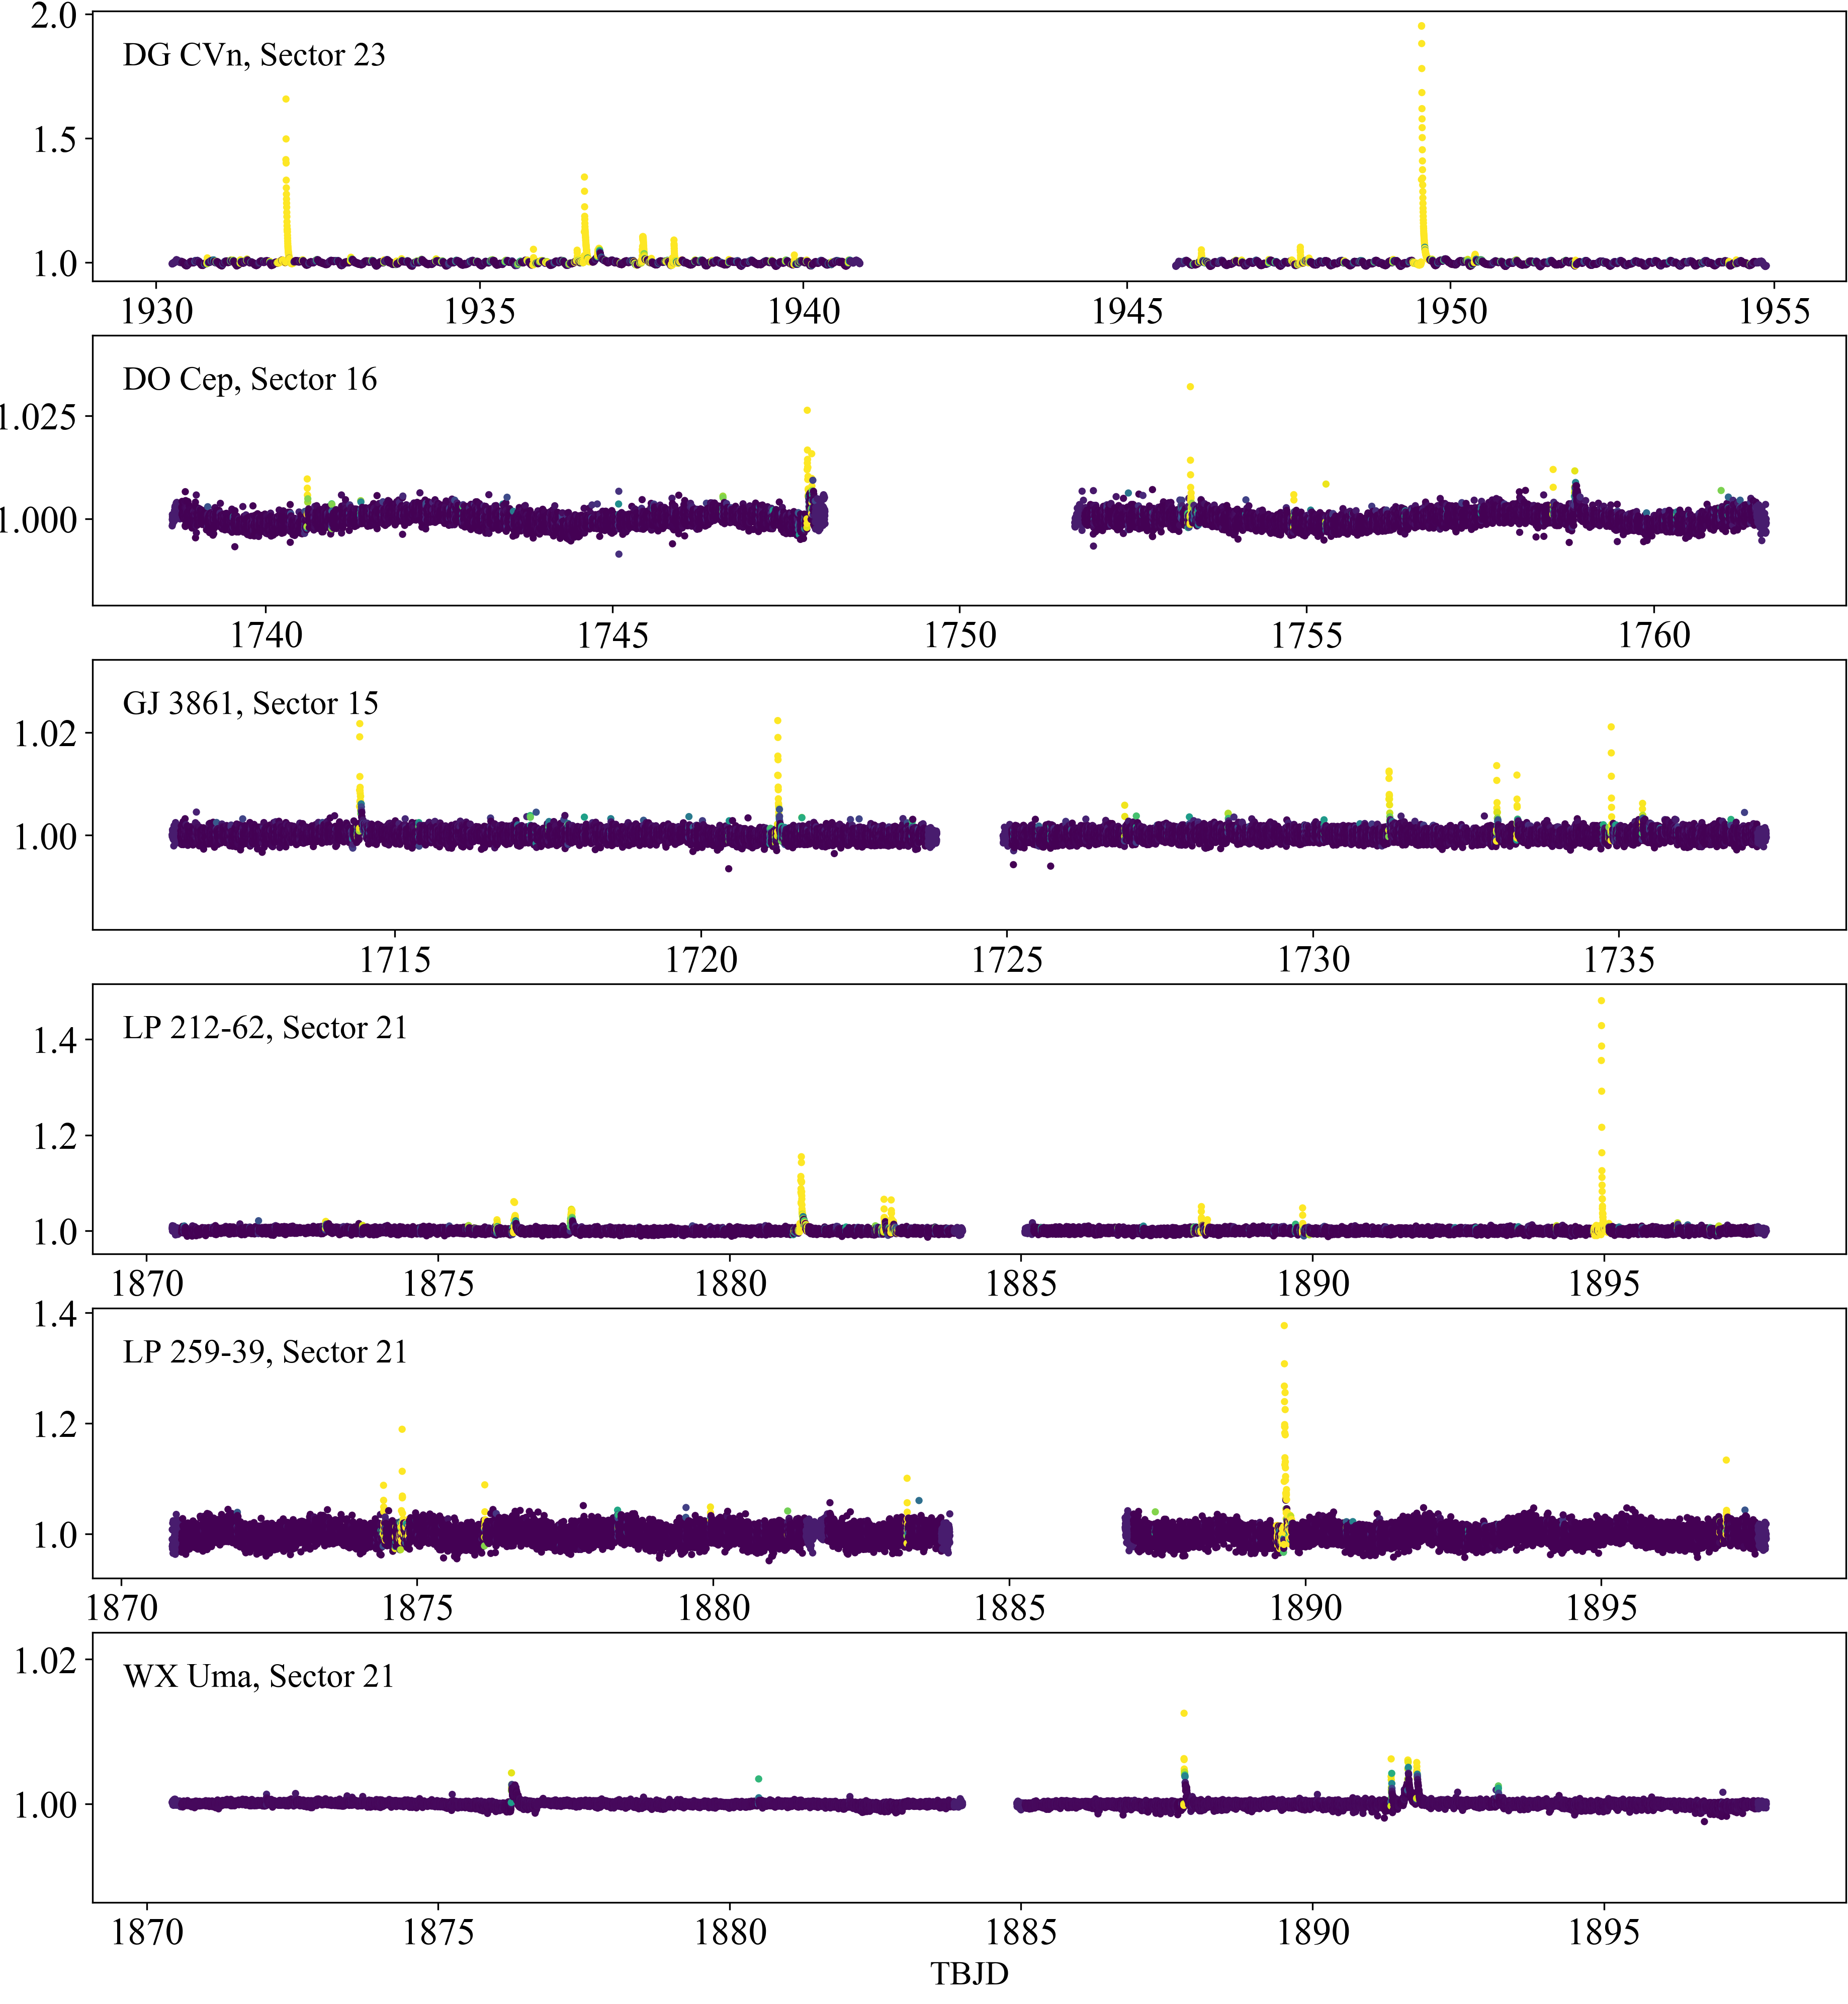 2.0
DG CVn, Sector 23
1.5
1.0
1930 1935 1940 1945 1950 1955
DO Cep, Sector 16
1.025
1.000
1740 1745 1750 1755 1760
GJ 3861, Sector 15
1.02
1.00
1715 1720 1725 1730 1735
LP 212-62, Sector 21
1.4
1.2
1.0
1870 1875 1880 1885 1890 1895
1.4
LP 259-39, Sector 21
1.2
1.0
1870 1875 1880 1885 1890 1895
1.02
WX Uma, Sector 21
1.00
1870 1875 1880 1885 1890 1895
TBJD